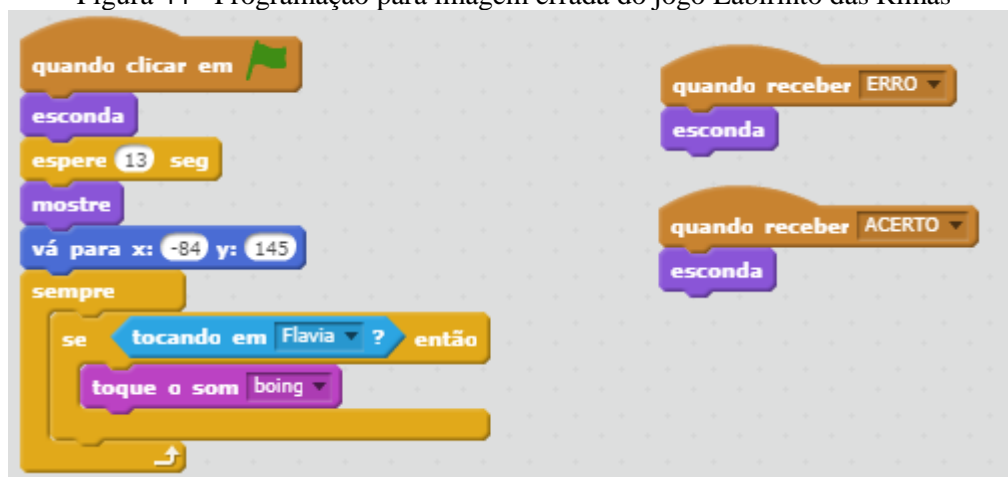 Figura 44 - Programação para imagem errada do jogo Labirinto das Rimas
quando clicar em
esconda
espere 13 seg
mostre
vá para x: -84 y: 145
sempre
se tocando em Flavia ? então
toque o som boing
quando receber ERRO
esconda
quando receber ACERTO
esconda